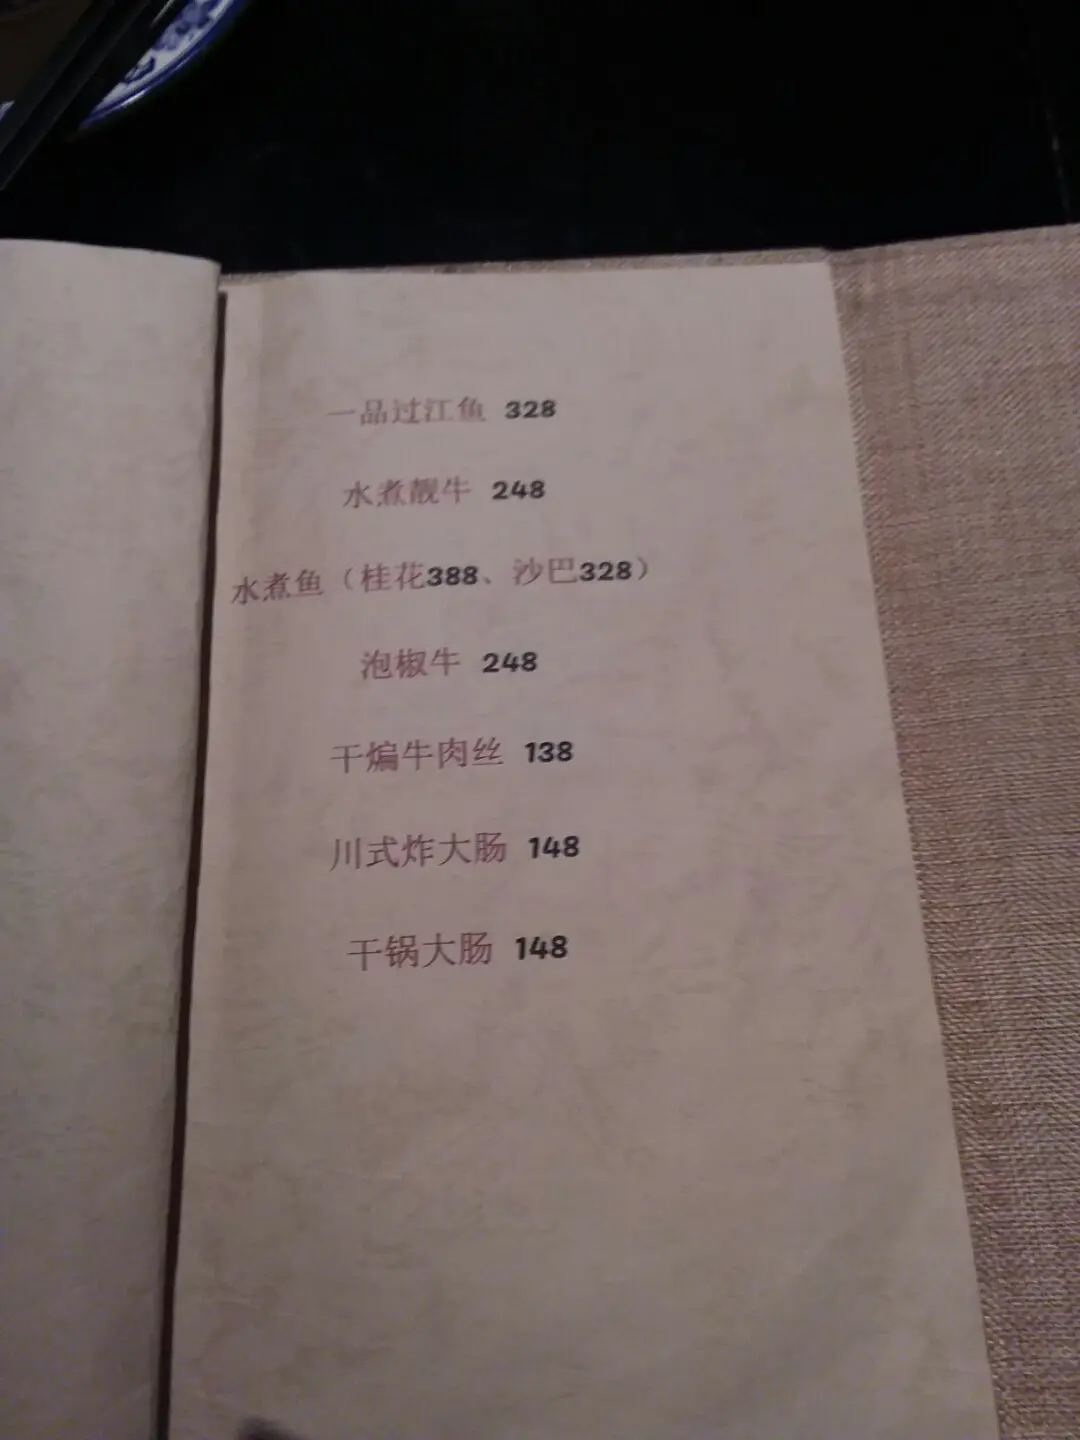 一品过江鱼 328
水煮靓牛 248
水煮鱼（桂花388、沙巴328）
泡椒牛 248
干煸牛肉丝 138
川式炸大肠 148
干锅大肠 148